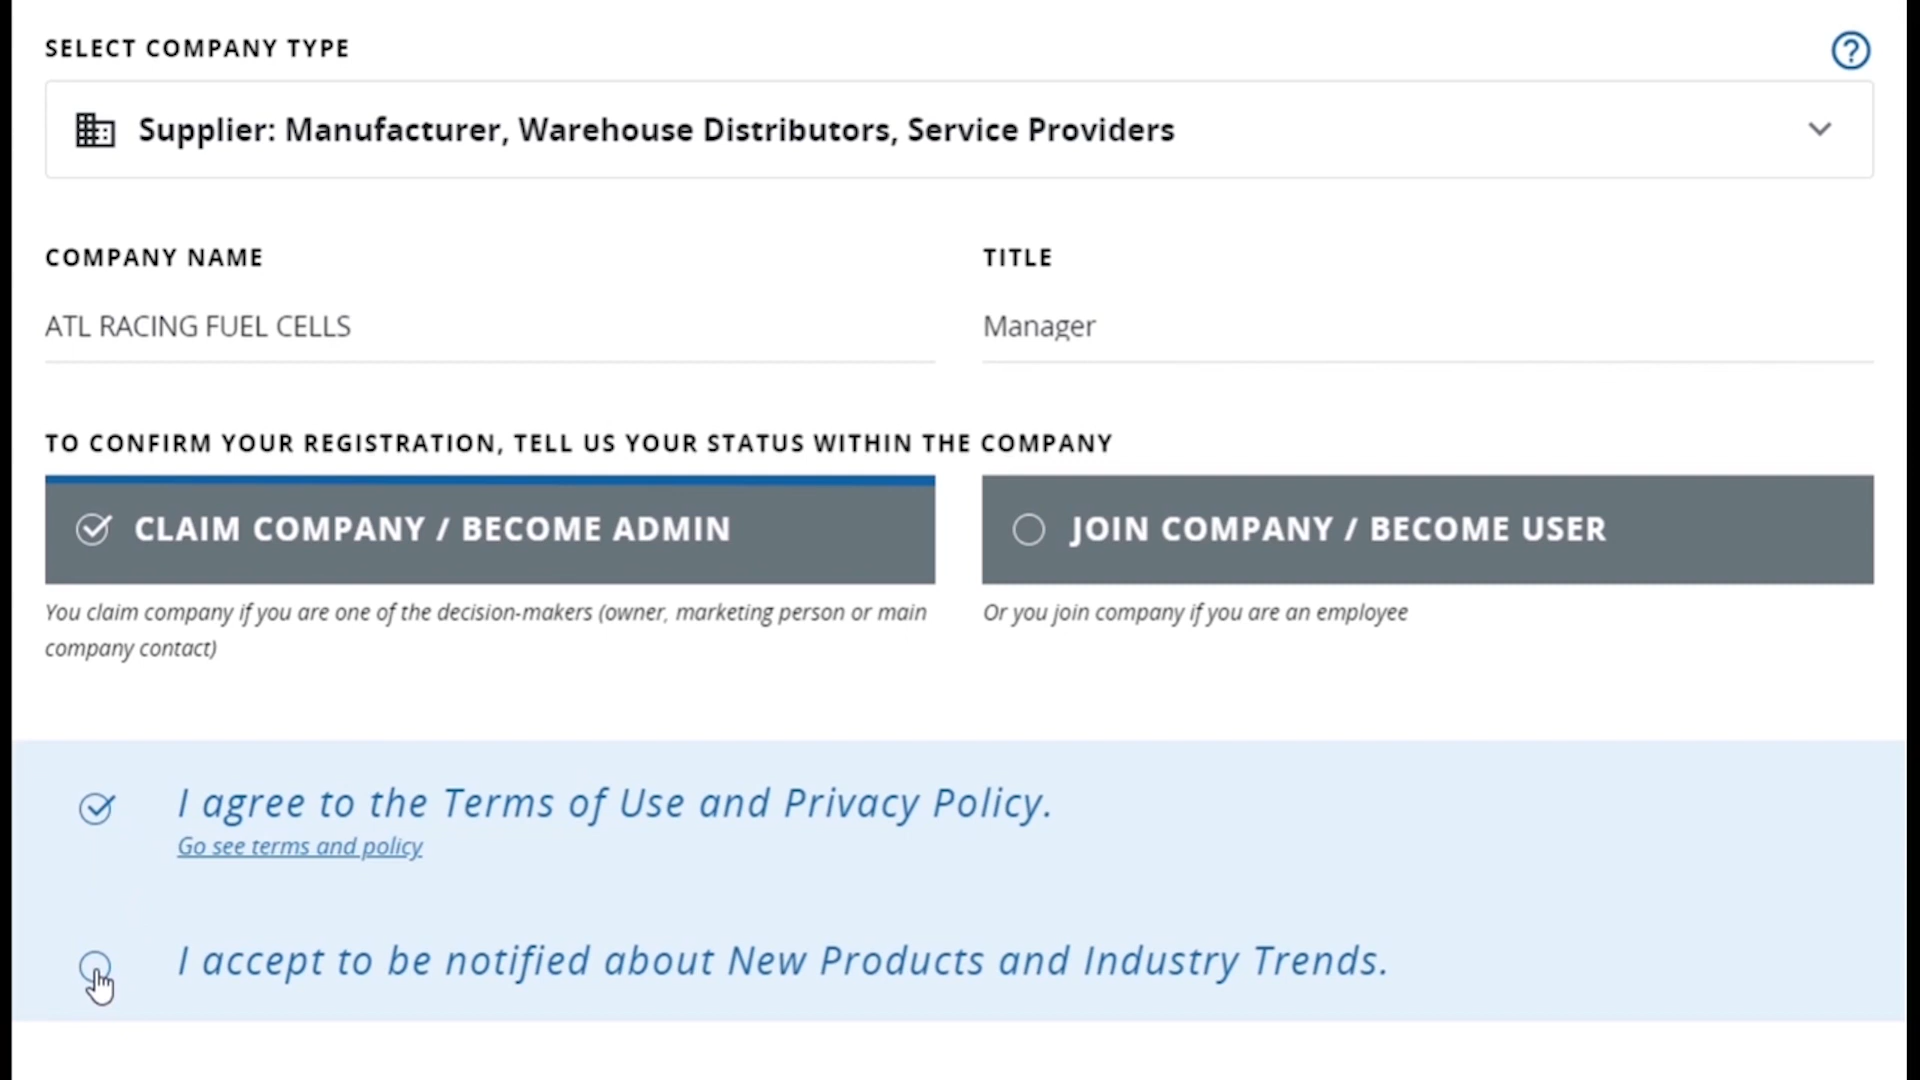 SELECT COMPANY TYPE
Supplier: Manufacturer, Warehouse Distributors, Service Providers
COMPANY NAME
TITLE
ATL RACING FUEL CELLS
Manager
TO CONFIRM YOUR REGISTRATION, TELL US YOUR STATUS WITHIN THE COMPANY
CLAIM COMPANY / BECOME ADMIN
JOIN COMPANY / BECOME USER
You claim company if you are one of the decision-makers (owner, marketing person or main
company contact)
Or you join company if you are an employee
I agree to the Terms of Use and Privacy Policy.
Go see terms and policy
I accept to be notified about New Products and Industry Trends.